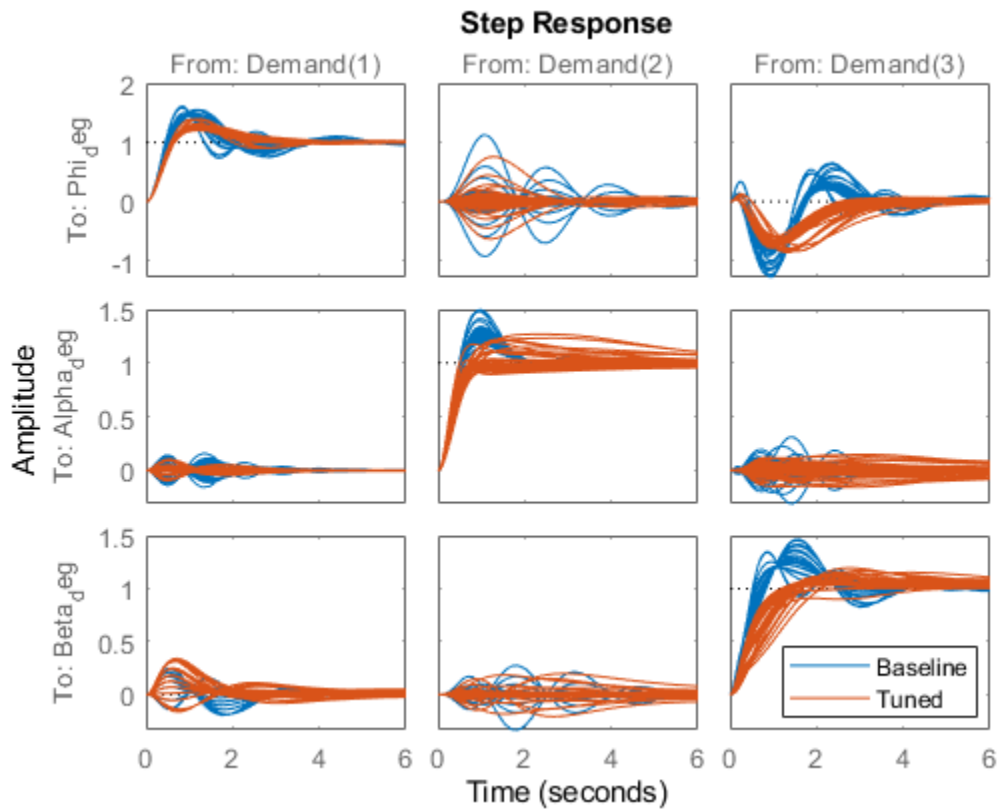 Step Response
From: Demand(1)
From: Demand(2)
From: Demand(3)
Amplitude
To: Phi_deg
2
1
0
-1
To: Alpha_deg
1.5
1
0.5
0
To: Beta_deg
1.5
1
0.5
0
Baseline
Tuned
0 2 4 6
0 2 4 6
0 2 4 6
Time (seconds)